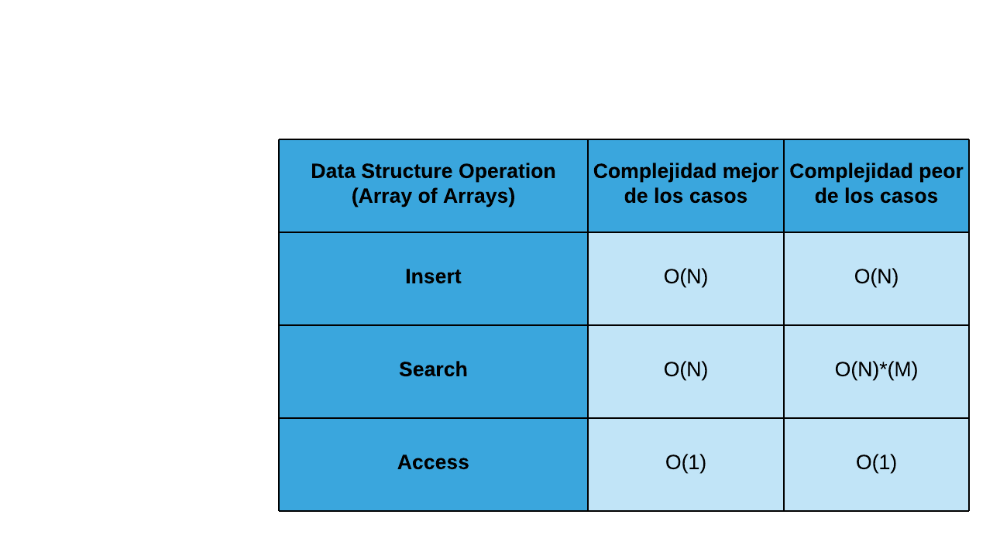 Data Structure Operation
(Array of Arrays)
Complejidad mejor
de los casos
Complejidad peor
de los casos
Insert
O(N)
O(N)
Search
O(N)
O(N)*(M)
Access
O(1)
O(1)